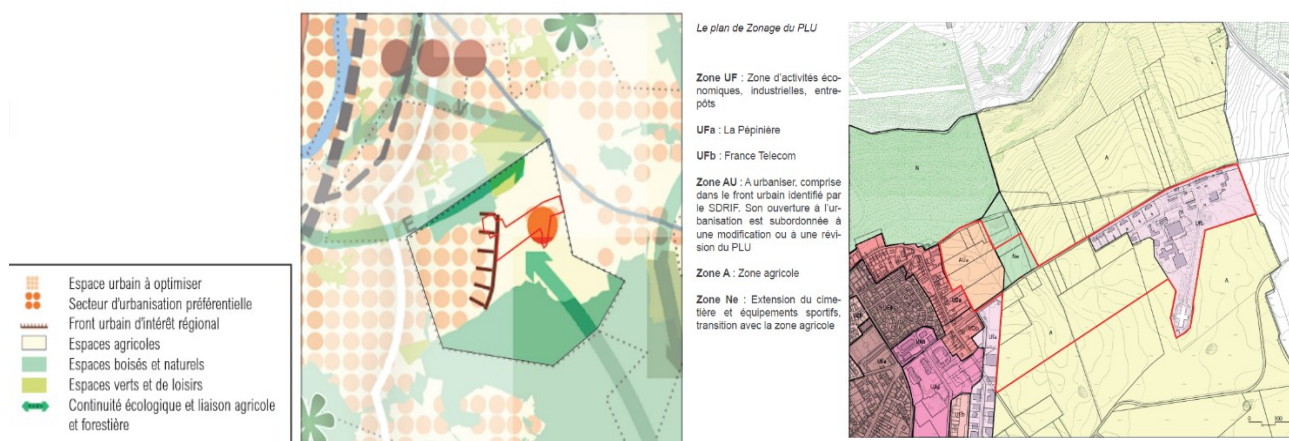 Espace urbain à optimiser
Secteur d'urbanisation préférentielle
Front urbain d'intérêt régional
Espaces agricoles
Espaces boisés et naturels
Espaces verts et de loisirs
Continuité écologique et liaison agricole
et forestière
V
E
Le plan de Zonage du PLU
Zone UF : Zone d'activités éco-
nomiques, industrielles, entre-
pôts
UFa : La Pépinière
UFb : France Telecom
Zone AU : A urbaniser, comprise
dans le front urbain identifié par
le SDRIF. Son ouverture à l'ur-
banisation est subordonnée à
une modification ou à une révi-
sion du PLU
Zone A : Zone agricole
Zone Ne : Extension du cime-
tière et équipements sportifs,
transition avec la zone agricole
N
A
A
A
A
Ne